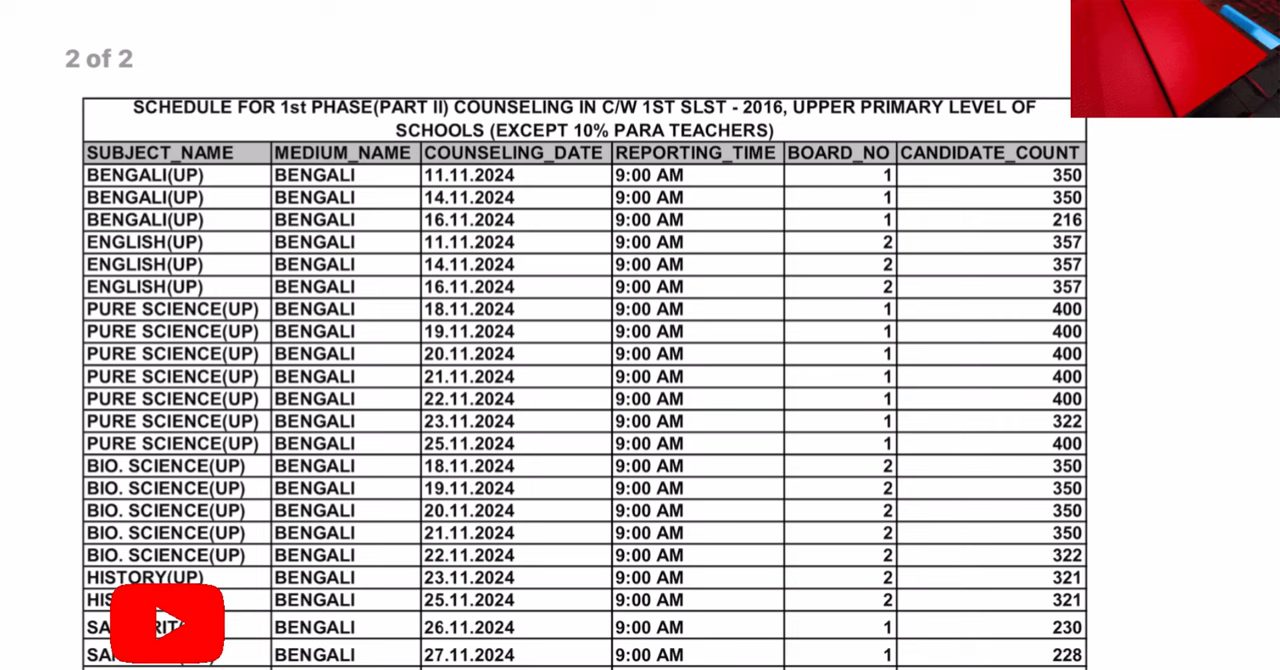 2 of 2
SCHEDULE FOR 1st PHASE(PART II) COUNSELING IN C/W 1ST SLST - 2016, UPPER PRIMARY LEVEL OF
SCHOOLS (EXCEPT 10% PARA TEACHERS)
SUBJECT_NAME MEDIUM_NAME COUNSELING_DATE REPORTING_TIME BOARD_NO CANDIDATE_COUNT
BENGALI(UP) BENGALI 11.11.2024 9:00 AM 1 350
BENGALI(UP) BENGALI 14.11.2024 9:00 AM 1 350
BENGALI(UP) BENGALI 16.11.2024 9:00 AM 1 216
ENGLISH(UP) BENGALI 11.11.2024 9:00 AM 2 357
ENGLISH(UP) BENGALI 14.11.2024 9:00 AM 2 357
ENGLISH(UP) BENGALI 16.11.2024 9:00 AM 2 357
PURE SCIENCE(UP) BENGALI 18.11.2024 9:00 AM 1 400
PURE SCIENCE(UP) BENGALI 19.11.2024 9:00 AM 1 400
PURE SCIENCE(UP) BENGALI 20.11.2024 9:00 AM 1 400
PURE SCIENCE(UP) BENGALI 21.11.2024 9:00 AM 1 400
PURE SCIENCE(UP) BENGALI 22.11.2024 9:00 AM 1 400
PURE SCIENCE(UP) BENGALI 23.11.2024 9:00 AM 1 322
PURE SCIENCE(UP) BENGALI 25.11.2024 9:00 AM 1 400
BIO. SCIENCE(UP) BENGALI 18.11.2024 9:00 AM 2 350
BIO. SCIENCE(UP) BENGALI 19.11.2024 9:00 AM 2 350
BIO. SCIENCE(UP) BENGALI 20.11.2024 9:00 AM 2 350
BIO. SCIENCE(UP) BENGALI 21.11.2024 9:00 AM 2 350
BIO. SCIENCE(UP) BENGALI 22.11.2024 9:00 AM 2 322
HISTORY(UP) BENGALI 23.11.2024 9:00 AM 2 321
BENGALI 25.11.2024 9:00 AM 2 321
BENGALI 26.11.2024 9:00 AM 1 230
BENGALI 27.11.2024 9:00 AM 1 228